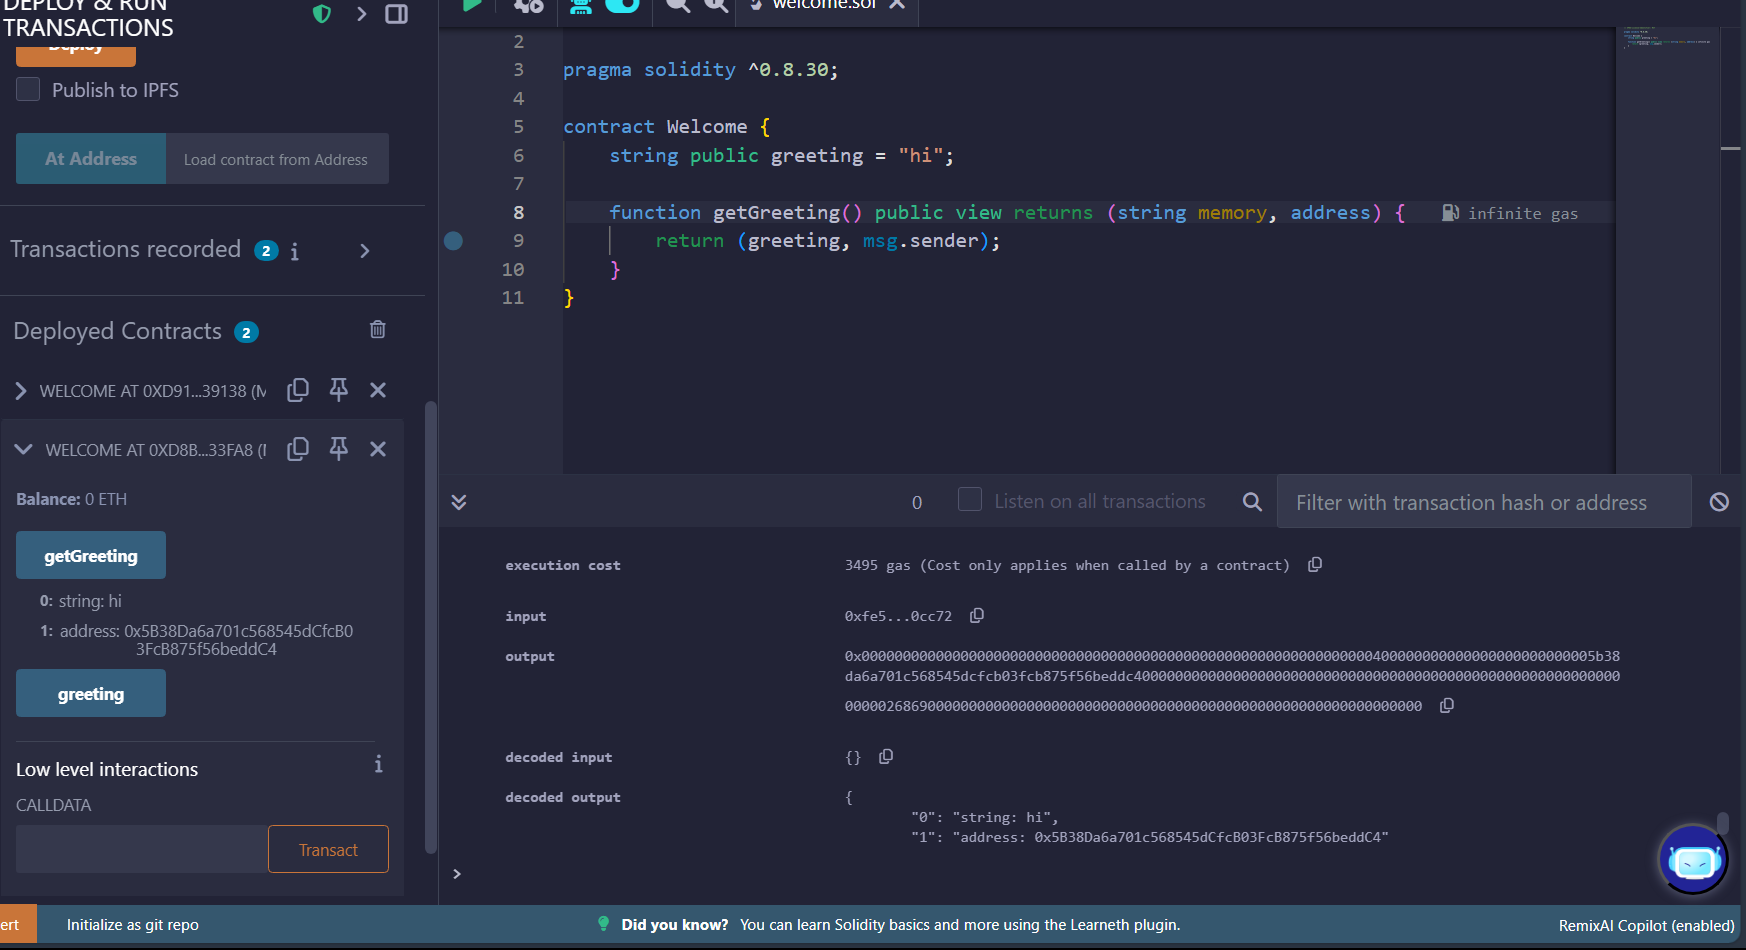 DEPLOY & RUN
TRANSACTIONS
Deploy
Publish to IPFS
At Address
Load contract from Address
Transactions recorded 2 i
Deployed Contracts 2
WELCOME AT 0XD91...39138 (M
WELCOME AT 0XD8B...33FA8 (
Balance: 0 ETH
getGreeting
0: string: hi
1: address: 0x5B38Da6a701c568545dCfcB0
3FcB875f56beddC4
greeting
Low level interactions i
CALLDATA
Transact
welcome.sol
2
3 pragma solidity ^0.8.30;
4
5 contract Welcome {
6 string public greeting = "hi";
7
8 function getGreeting() public view returns (string memory, address) { infinite gas
9 return (greeting, msg.sender);
10 }
11 }
0 Listen on all transactions Filter with transaction hash or address
execution cost 3495 gas (Cost only applies when called by a contract)
input 0xfe5...0cc72
output
decoded input {}
decoded output {
"0": "string: hi",
"1": "address: 0x5B38Da6a701c568545dCfcB03FcB875f56beddC4"
>
ert Initialize as git repo Did you know? You can learn Solidity basics and more using the Learneth plugin. RemixAI Copilot (enabled)